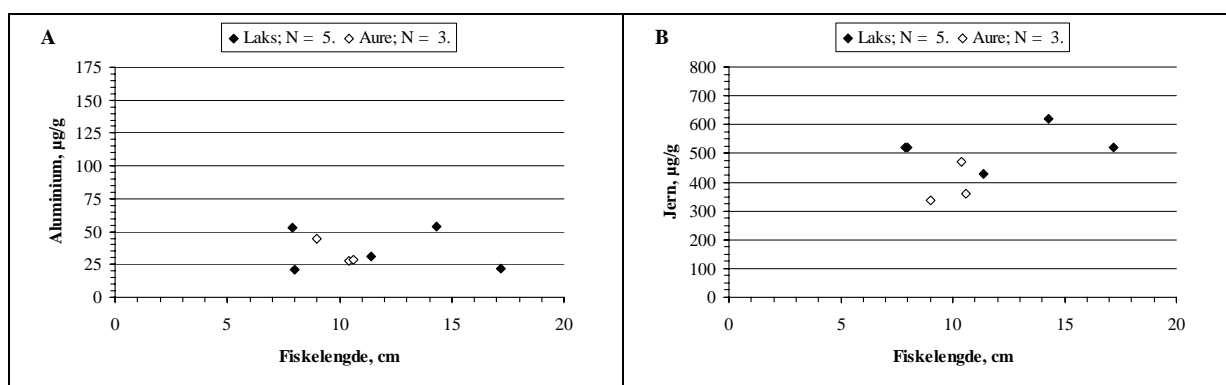 A
Laks; N = 5. Aure; N = 3.
175
150
125
100
75
50
25
0
Aluminium, µg/g
0 5 10 15 20
Fiskelengde, cm
B
Laks; N = 5. Aure; N = 3.
800
700
600
500
400
300
200
100
0
Jern, µg/g
0 5 10 15 20
Fiskelengde, cm